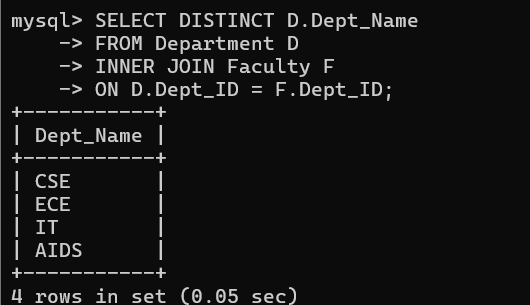 mysql> SELECT DISTINCT D.Dept_Name
    -> FROM Department D
    -> INNER JOIN Faculty F
    -> ON D.Dept_ID = F.Dept_ID;
+-----------+
| Dept_Name |
+-----------+
| CSE       |
| ECE       |
| IT        |
| AIDS      |
+-----------+
4 rows in set (0.05 sec)